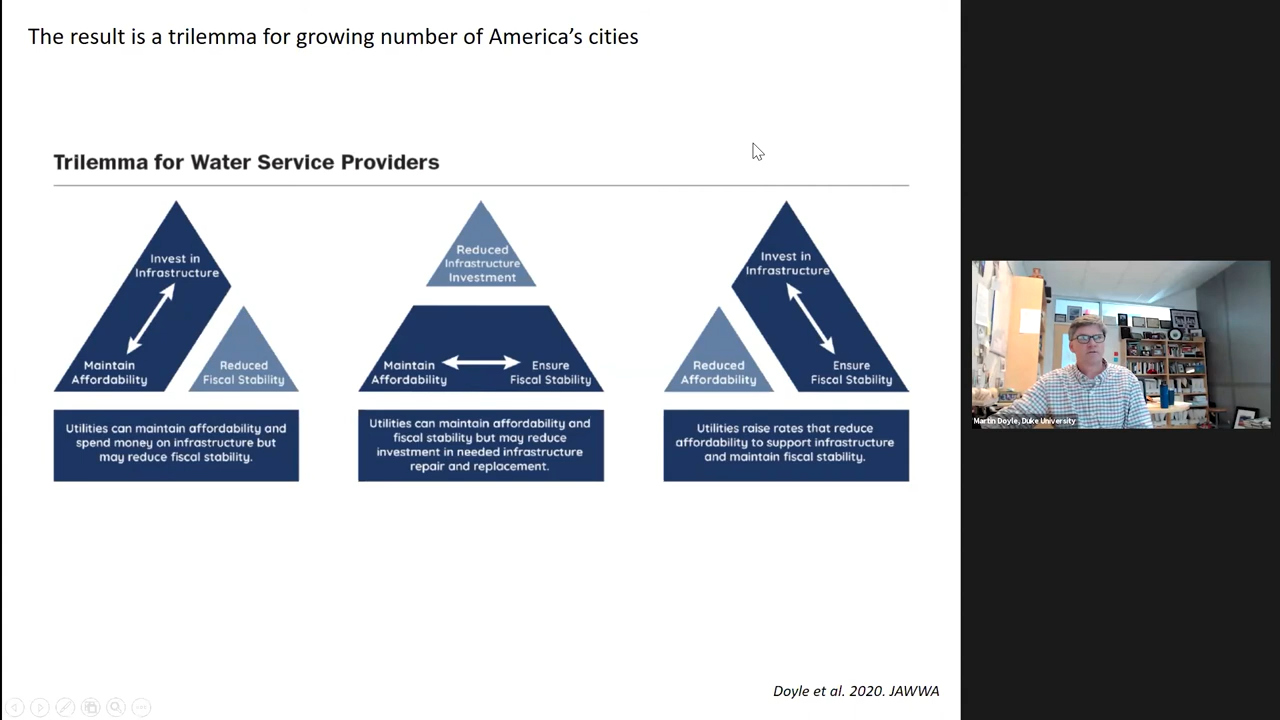 The result is a trilemma for growing number of America's cities
Trilemma for Water Service Providers
Invest in
Infrastructure
Maintain
Affordability
Reduced
Fiscal Stability
Utilities can maintain affordability and
spend money on infrastructure but
may reduce fiscal stability.
Reduced
Infrastructure
Investment
Maintain
Affordability
Ensure
Fiscal Stability
Utilities can maintain affordability and
fiscal stability but may reduce
investment in needed infrastructure
repair and replacement.
Invest in
Infrastructure
Reduced
Affordability
Ensure
Fiscal Stability
Utilities raise rates that reduce
affordability to support infrastructure
and maintain fiscal stability.
Martin Doyle, Duke University
Doyle et al. 2020. JAWWA